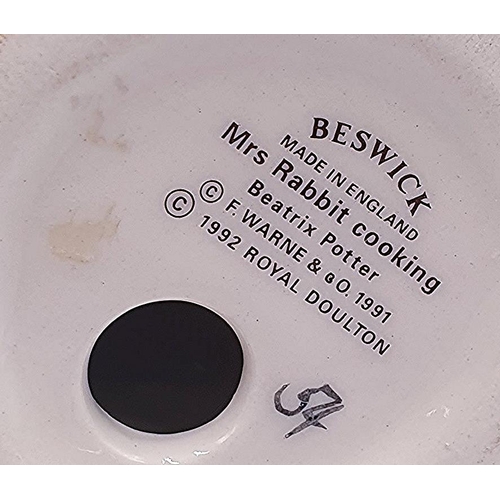 BESWICK
MADE IN ENGLAND
Mrs Rabbit cooking
Beatrix Potter
© F. WARNE & CO. 1991
© 1992 ROYAL DOULTON